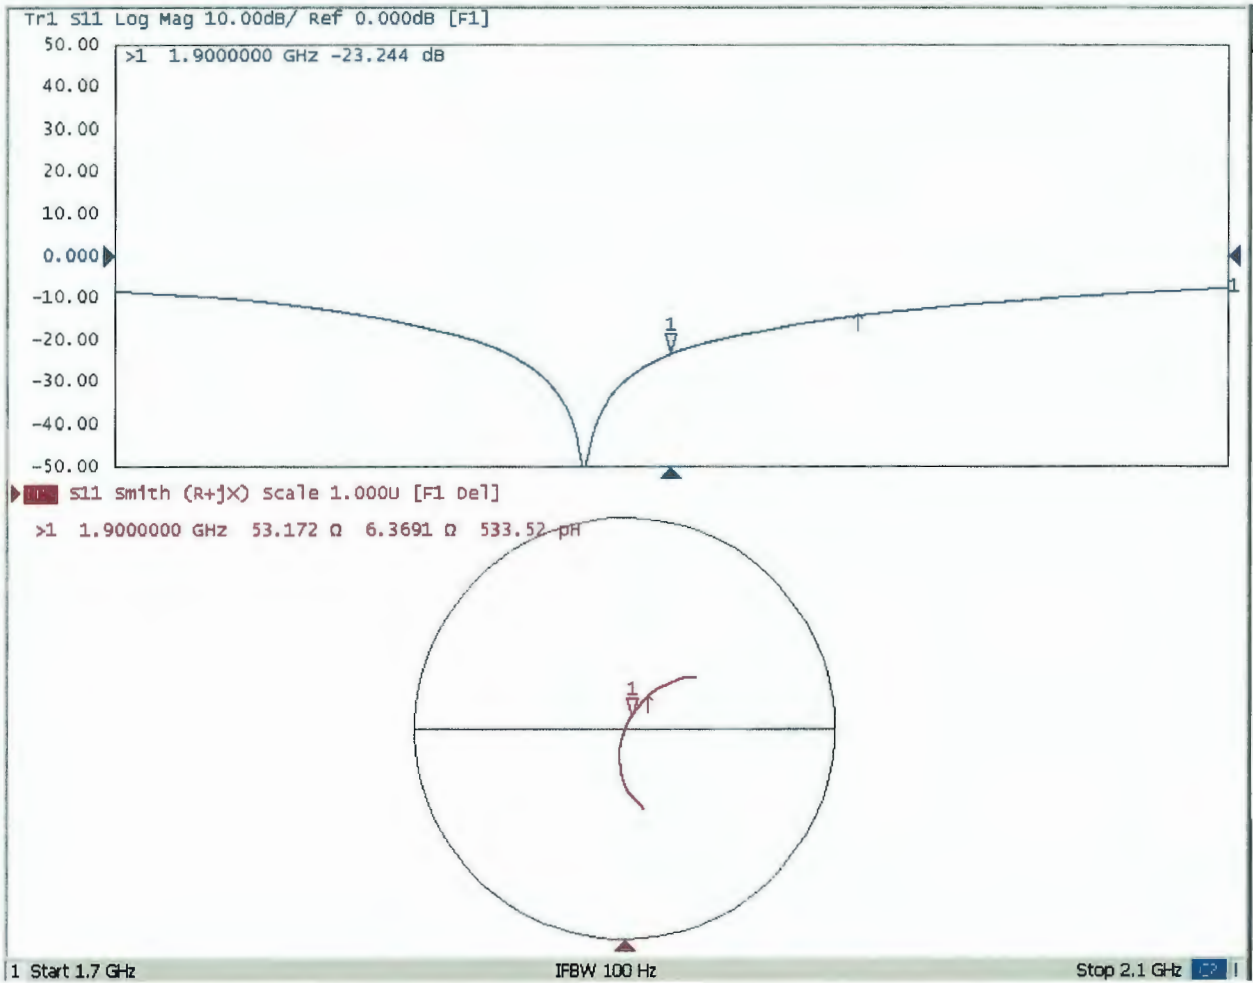 Tr1 S11 Log Mag 10.00dB/ Ref 0.000dB [F1]
50.00
>1 1.9000000 GHz -23.244 dB
40.00
30.00
20.00
10.00
0.000
-10.00
1
1
-20.00
-30.00
-40.00
-50.00
S11 Smith (R+jX) Scale 1.000U [F1 Del]
>1 1.9000000 GHz 53.172 Ω 6.3691 Ω 533.52 pH
1
1 Start 1.7 GHz IFBW 100 Hz Stop 2.1 GHz C? !